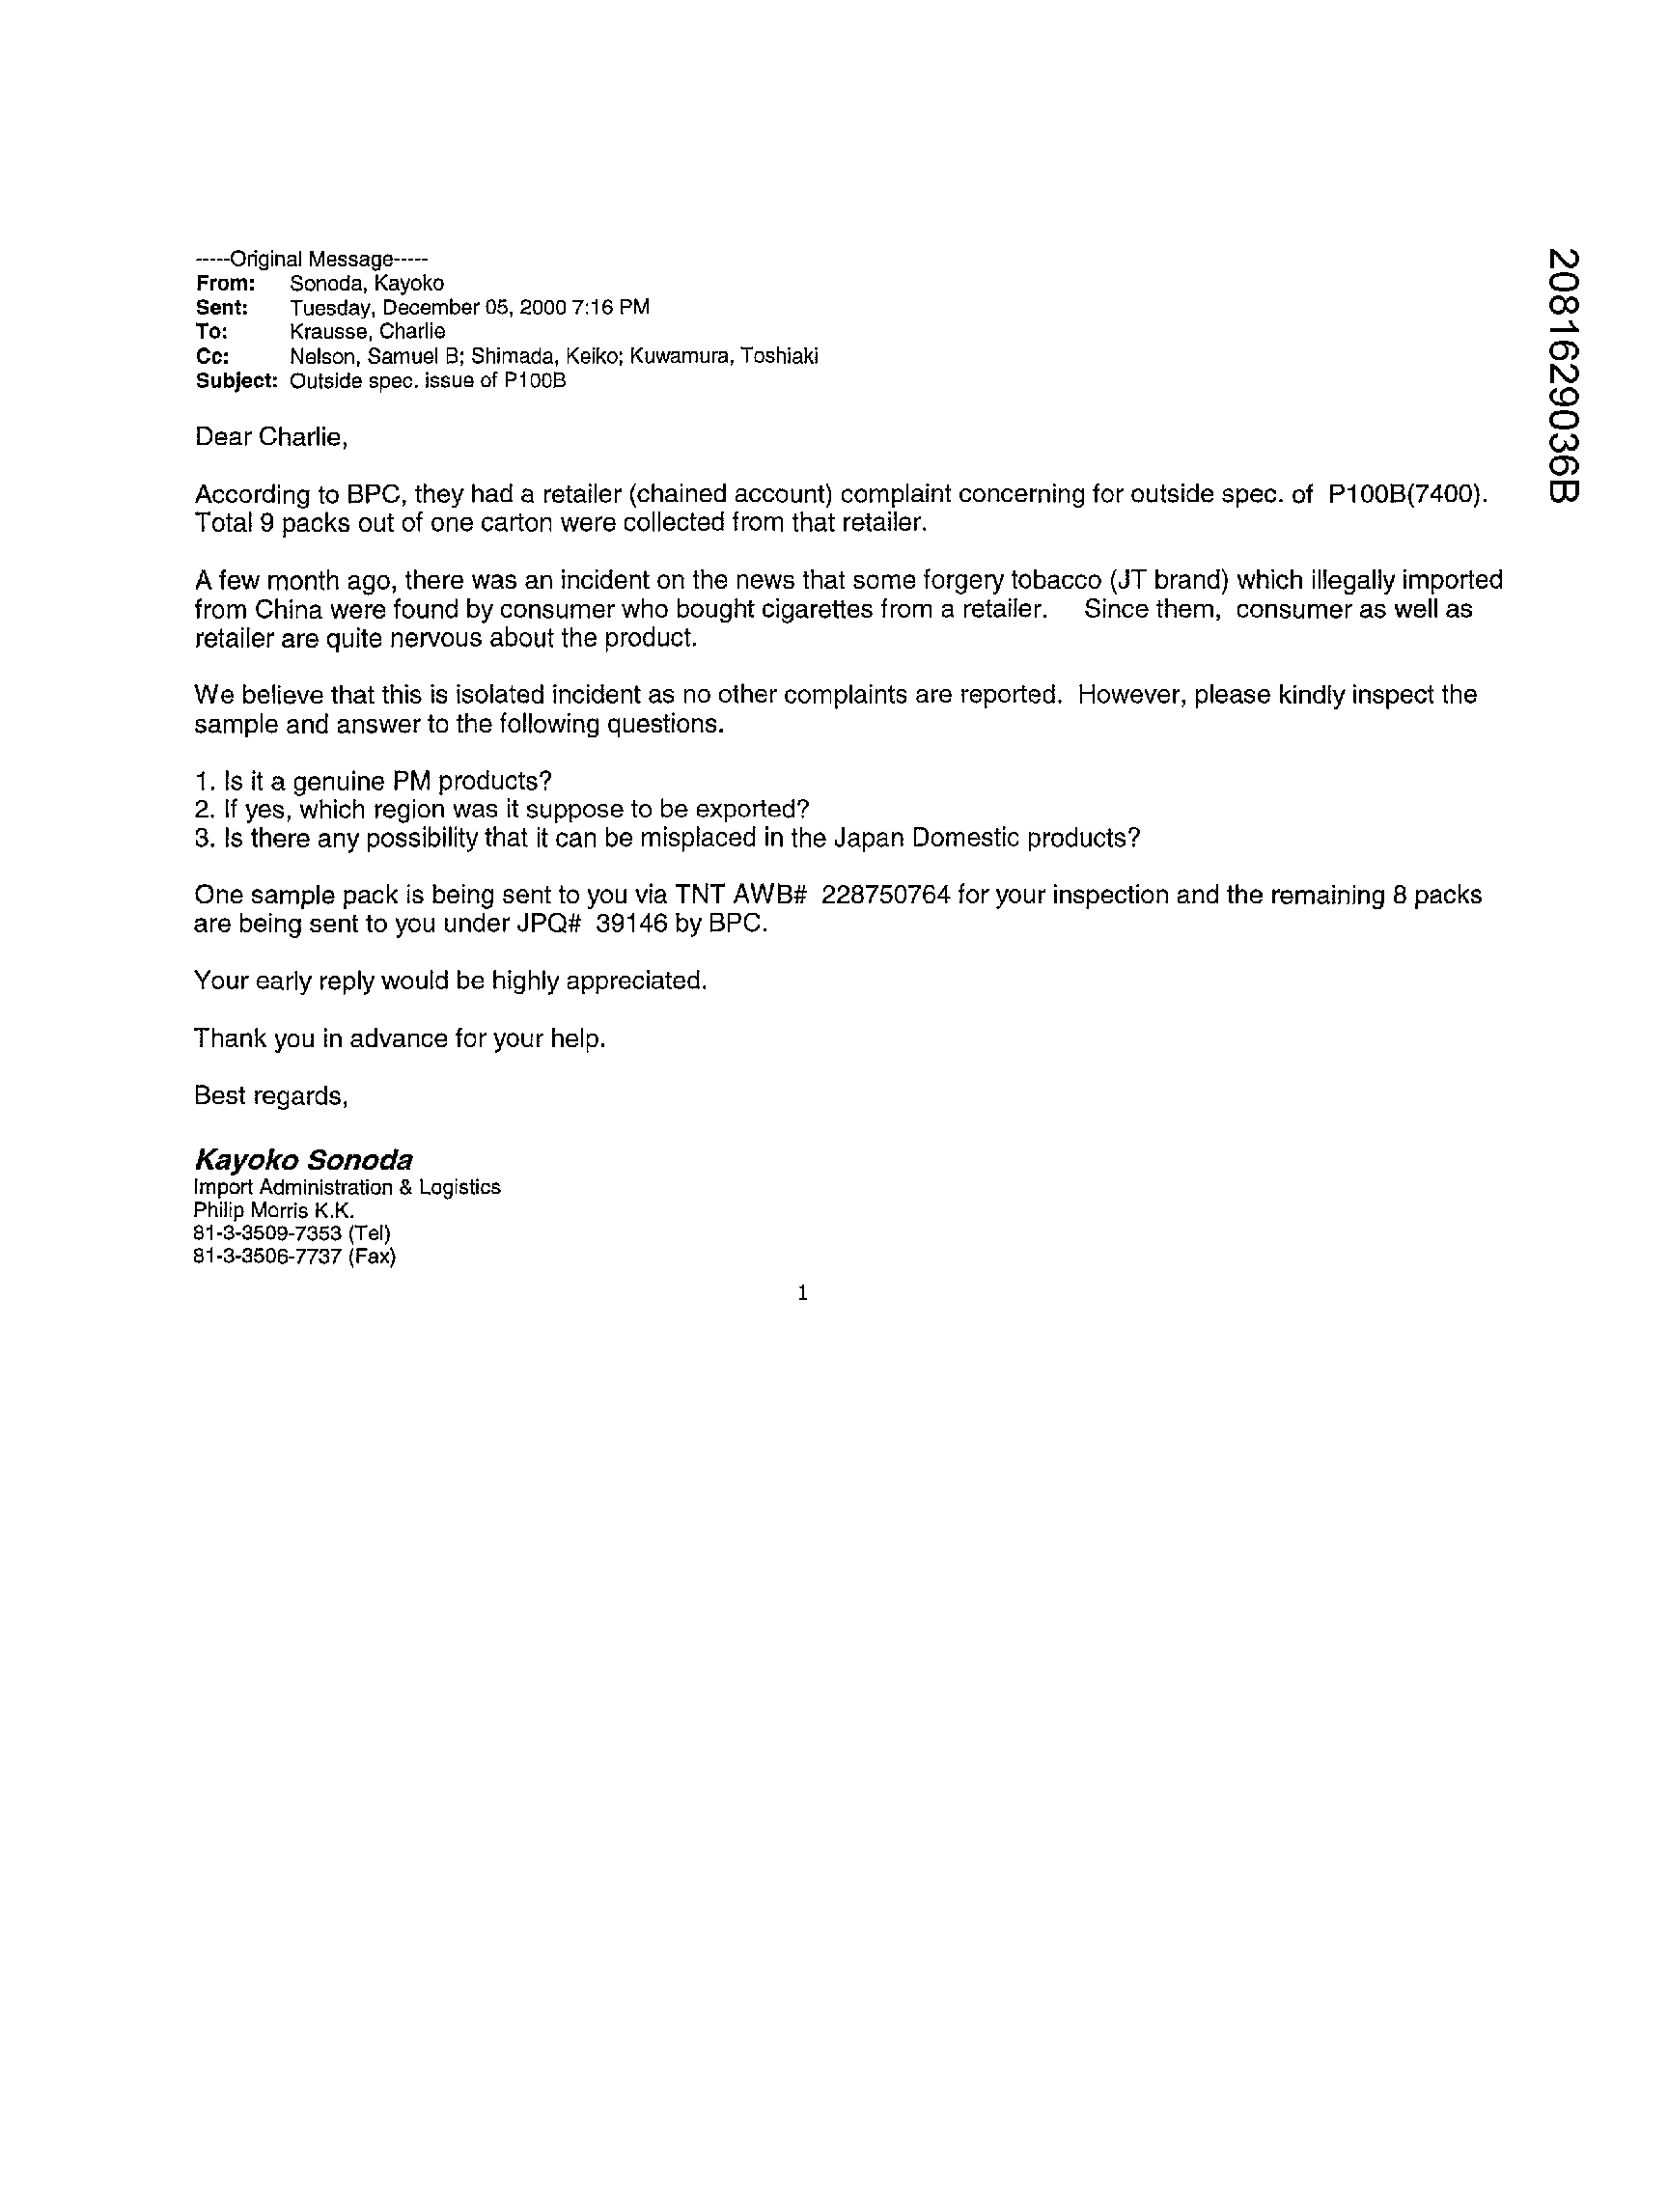 -----Original Message-----
From: Sonoda, Kayoko
Sent: Tuesday, December 05, 2000 7:16 PM
To: Krausse, Charlie
Cc: Nelson, Samuel B; Shimada, Keiko; Kuwamura, Toshiaki
Subject: Outside spec. issue of P100B
Dear Charlie,
According to BPC, they had a retailer (chained account) complaint concerning for outside spec. of P100B(7400).
Total 9 packs out of one carton were collected from that retailer.
A few month ago, there was an incident on the news that some forgery tobacco (JT brand) which illegally imported
from China were found by consumer who bought cigarettes from a retailer. Since them, consumer as well as
retailer are quite nervous about the product.
We believe that this is isolated incident as no other complaints are reported. However, please kindly inspect the
sample and answer to the following questions.
1. Is it a genuine PM products?
2. If yes, which region was it suppose to be exported?
3. Is there any possibility that it can be misplaced in the Japan Domestic products?
One sample pack is being sent to you via TNT AWB# 228750764 for your inspection and the remaining 8 packs
are being sent to you under JPQ# 39146 by BPC.
Your early reply would be highly appreciated.
Thank you in advance for your help.
Best regards,
Kayoko Sonoda
Import Administration & Logistics
Philip Morris K.K.
81-3-3509-7353 (Tel)
81-3-3506-7737 (Fax)
1
2081629036B